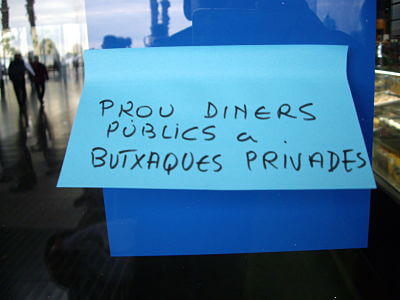 PROU DINERS
PÚBLICS a
BUTXAQUES PRIVADES